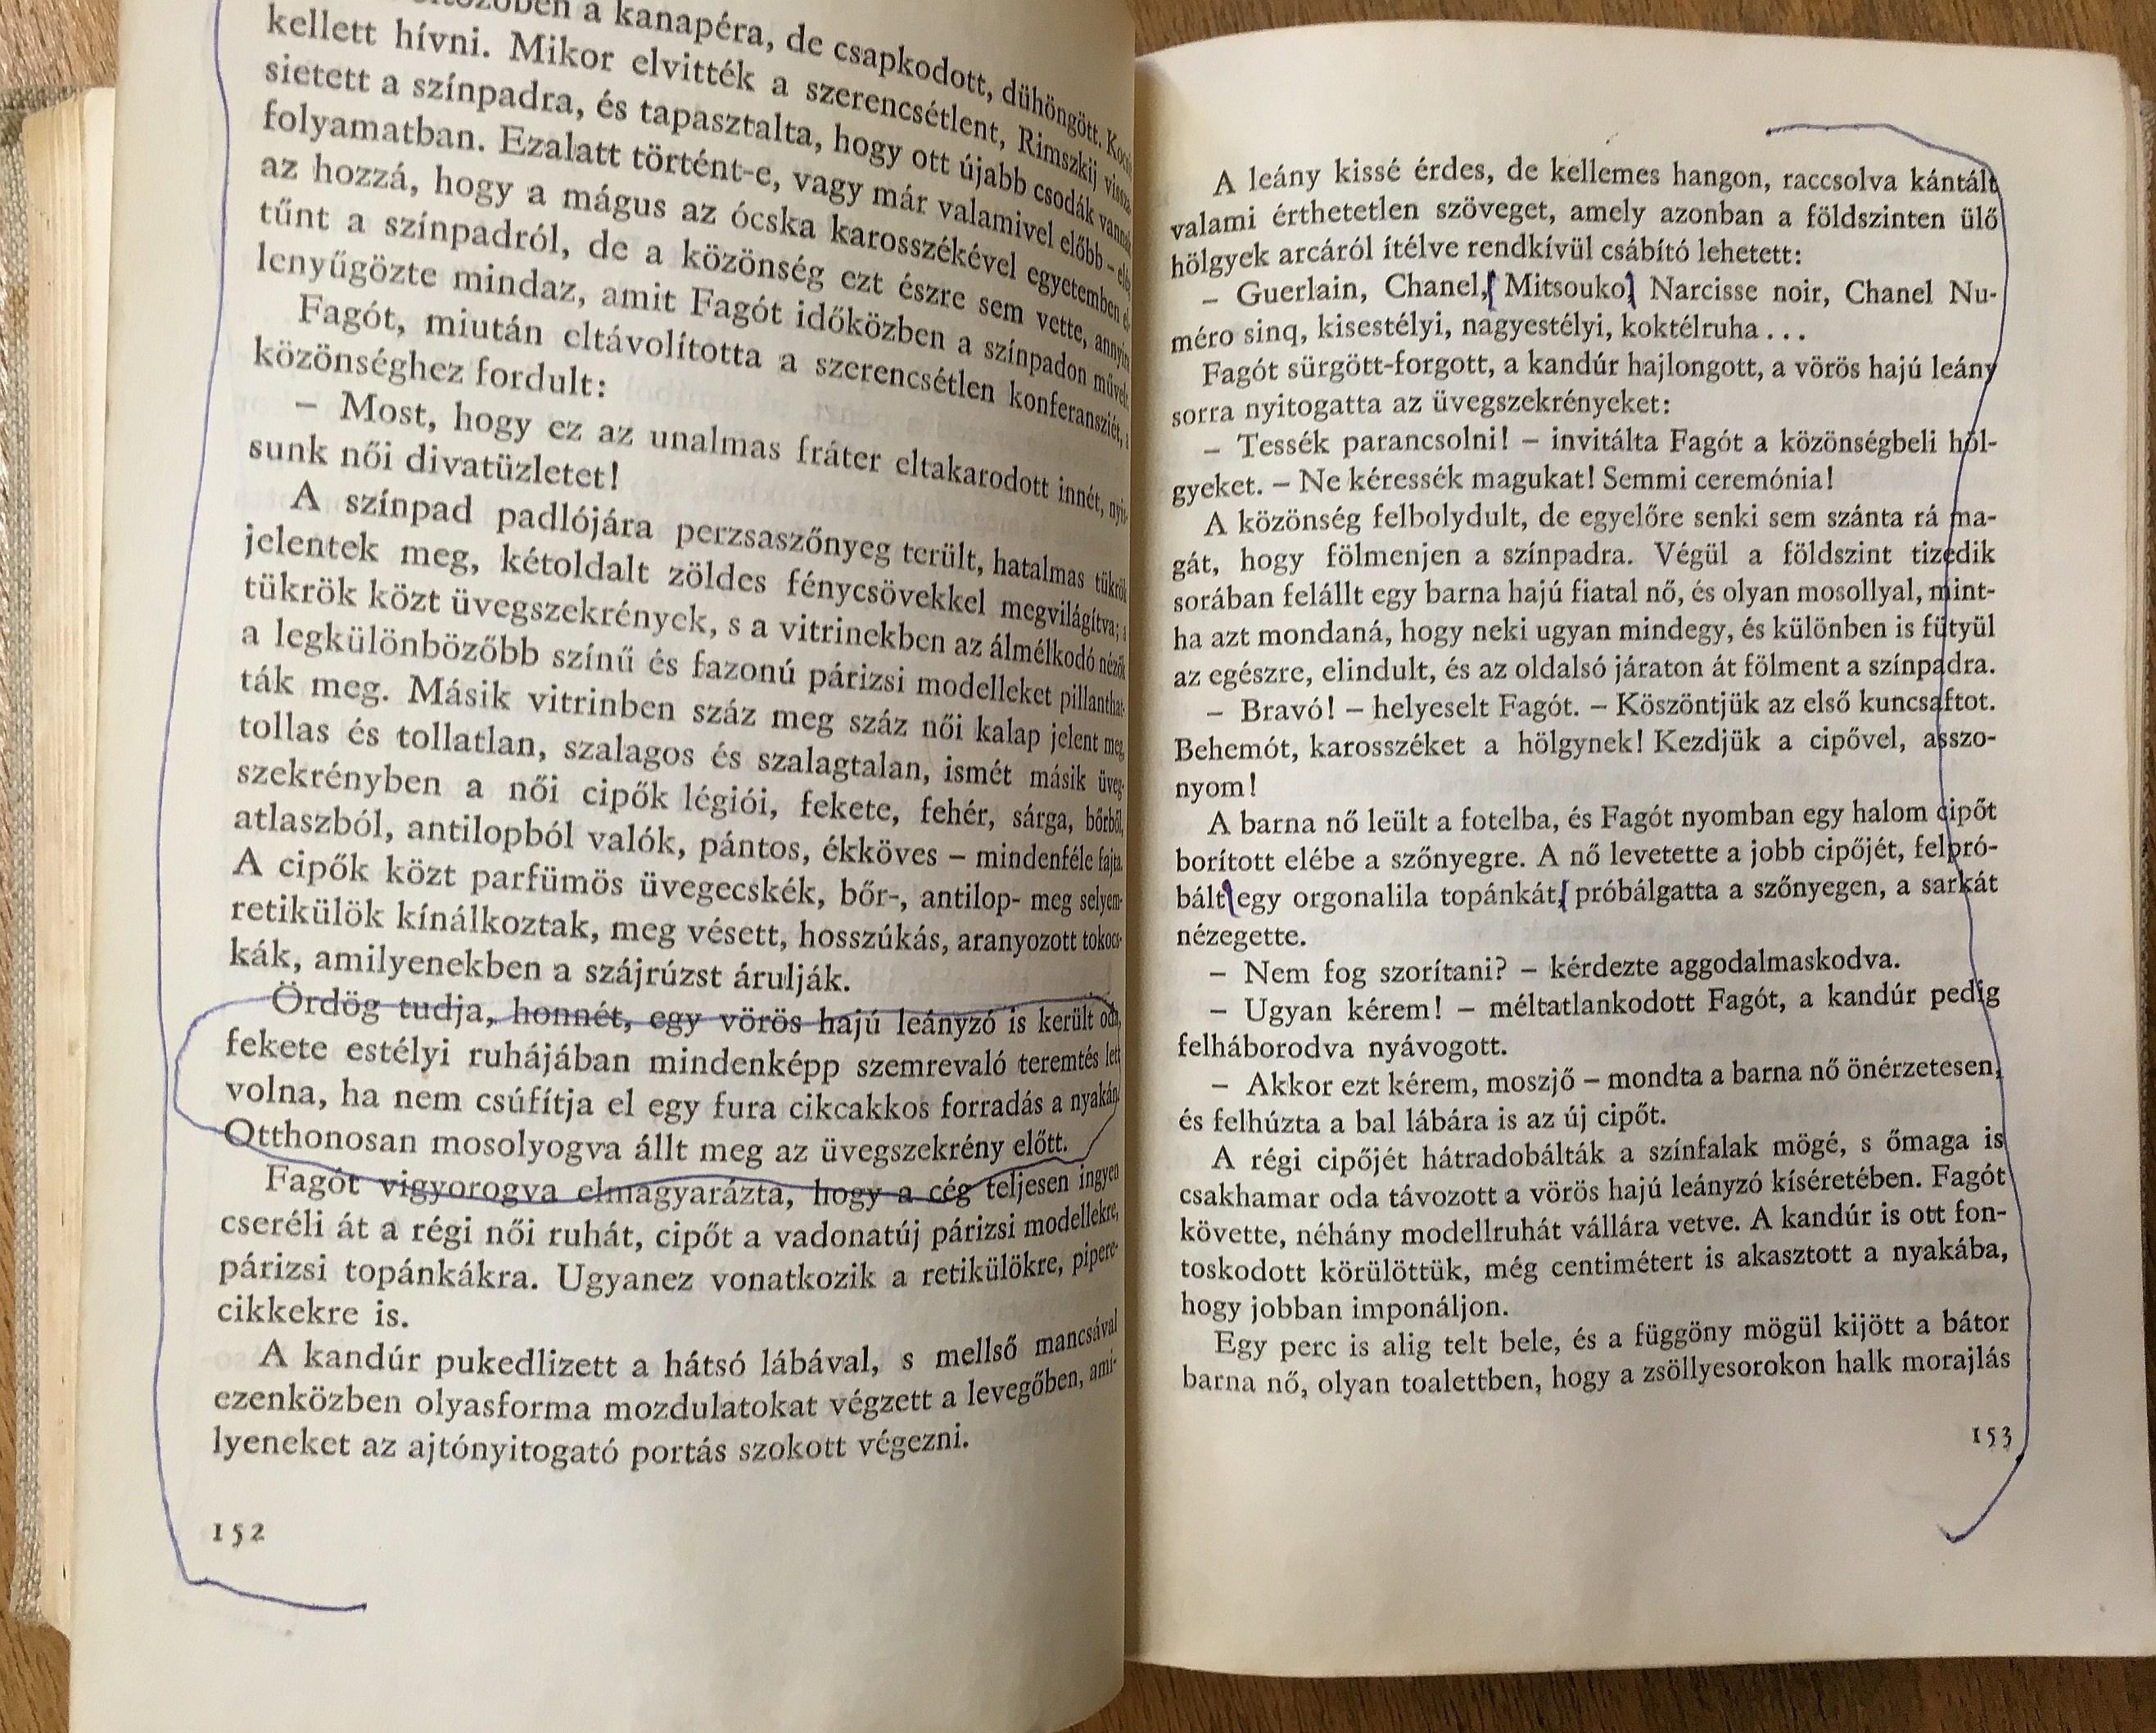 a kanapéra, de csapkodott, dühöngött.
kellett hívni. Mikor elvitték a szerencsétlent, Rimszkij
sietett a színpadra, és tapasztalta, hogy ott újabb csodák
folyamatban. Ezalatt történt-e, vagy már valamivel előbb –
az hozzá, hogy a mágus az ócska karosszékével egyetemben
tűnt a színpadról, de a közönség ezt észre sem vette,
lenyűgözte mindaz, amit Fagót időközben a színpadon
Fagót, miután eltávolította a szerencsétlen konferansziét,
közönséghez fordult:
– Most, hogy ez az unalmas fráter eltakarodott innét, nyis-
sunk női divatüzletet!
A színpad padlójára perzsaszőnyeg terült, hatalmas tükrök
jelentek meg, kétoldalt zöldes fénycsövekkel megvilágítva; a
tükrök közt üvegszekrények, s a vitrinekben az álmélkodó nézők
a legkülönbözőbb színű és fazonú párizsi modelleket pillanthat-
ták meg. Másik vitrinben száz meg száz női kalap jelent meg,
tollas és tollatlan, szalagos és szalagtalan, ismét másik üveg-
szekrényben a női cipők légiói, fekete, fehér, sárga, bőrből,
atlaszból, antilopból valók, pántos, ékköves – mindenféle fajta.
A cipők közt parfümös üvegecskék, bőr-, antilop- meg selyem-
retikülök kínálkoztak, meg vésett, hosszúkás, aranyozott tokocs-
kák, amilyenekben a szájrúzst árulják.
Ördög tudja, honnét, egy vörös hajú leányzó is került oda,
fekete estélyi ruhájában mindenképp szemrevaló teremtés lett
volna, ha nem csúfítja el egy fura cikcakkos forradás a nyakán.
Otthonosan mosolyogva állt meg az üvegszekrény előtt.
Fagót vigyorogva elmagyarázta, hogy a cég teljesen ingyen
cseréli át a régi női ruhát, cipőt a vadonatúj párizsi modellekre,
párizsi topánkákra. Ugyanez vonatkozik a retikülökre, pipere-
cikkekre is.
A kandúr pukedlizett a hátsó lábával, s mellső mancsával
ezenközben olyasforma mozdulatokat végzett a levegőben, ami-
lyeneket az ajtónyitogató portás szokott végezni.
152
A leány kissé érdes, de kellemes hangon, raccsolva kántált
valami érthetetlen szöveget, amely azonban a földszinten ülő
hölgyek arcáról ítélve rendkívül csábító lehetett:
– Guerlain, Chanel, Mitsouko, Narcisse noir, Chanel Nu-
méro sinq, kisestélyi, nagyestélyi, koktélruha . . .
Fagót sürgött-forgott, a kandúr hajlongott, a vörös hajú leány
sorra nyitogatta az üvegszekrényeket:
– Tessék parancsolni! – invitálta Fagót a közönségbeli höl-
gyeket. – Ne kéressék magukat! Semmi ceremónia!
A közönség felbolydult, de egyelőre senki sem szánta rá ma-
gát, hogy fölmenjen a színpadra. Végül a földszint tizedik
sorában felállt egy barna hajú fiatal nő, és olyan mosollyal, mint-
ha azt mondaná, hogy neki ugyan mindegy, és különben is fütyül
az egészre, elindult, és az oldalsó járaton át fölment a színpadra.
– Bravó! – helyeselt Fagót. – Köszöntjük az első kuncsaftot.
Behemót, karosszéket a hölgynek! Kezdjük a cipővel, asszo-
nyom!
A barna nő leült a fotelba, és Fagót nyomban egy halom cipőt
borított elébe a szőnyegre. A nő levetette a jobb cipőjét, felpró-
bált egy orgonalila topánkát, próbálgatta a szőnyegen, a sarkát
nézegette.
– Nem fog szorítani? – kérdezte aggodalmaskodva.
– Ugyan kérem! – méltatlankodott Fagót, a kandúr pedig
felháborodva nyávogott.
– Akkor ezt kérem, moszjő – mondta a barna nő önérzetesen,
és felhúzta a bal lábára is az új cipőt.
A régi cipőjét hátradobálták a színfalak mögé, s őmaga is
csakhamar oda távozott a vörös hajú leányzó kíséretében. Fagót
követte, néhány modellruhát vállára vetve. A kandúr is ott fon-
toskodott körülöttük, még centimétert is akasztott a nyakába,
hogy jobban imponáljon.
Egy perc is alig telt bele, és a függöny mögül kijött a bátor
barna nő, olyan toalettben, hogy a zsöllyesorokon halk morajlás
153